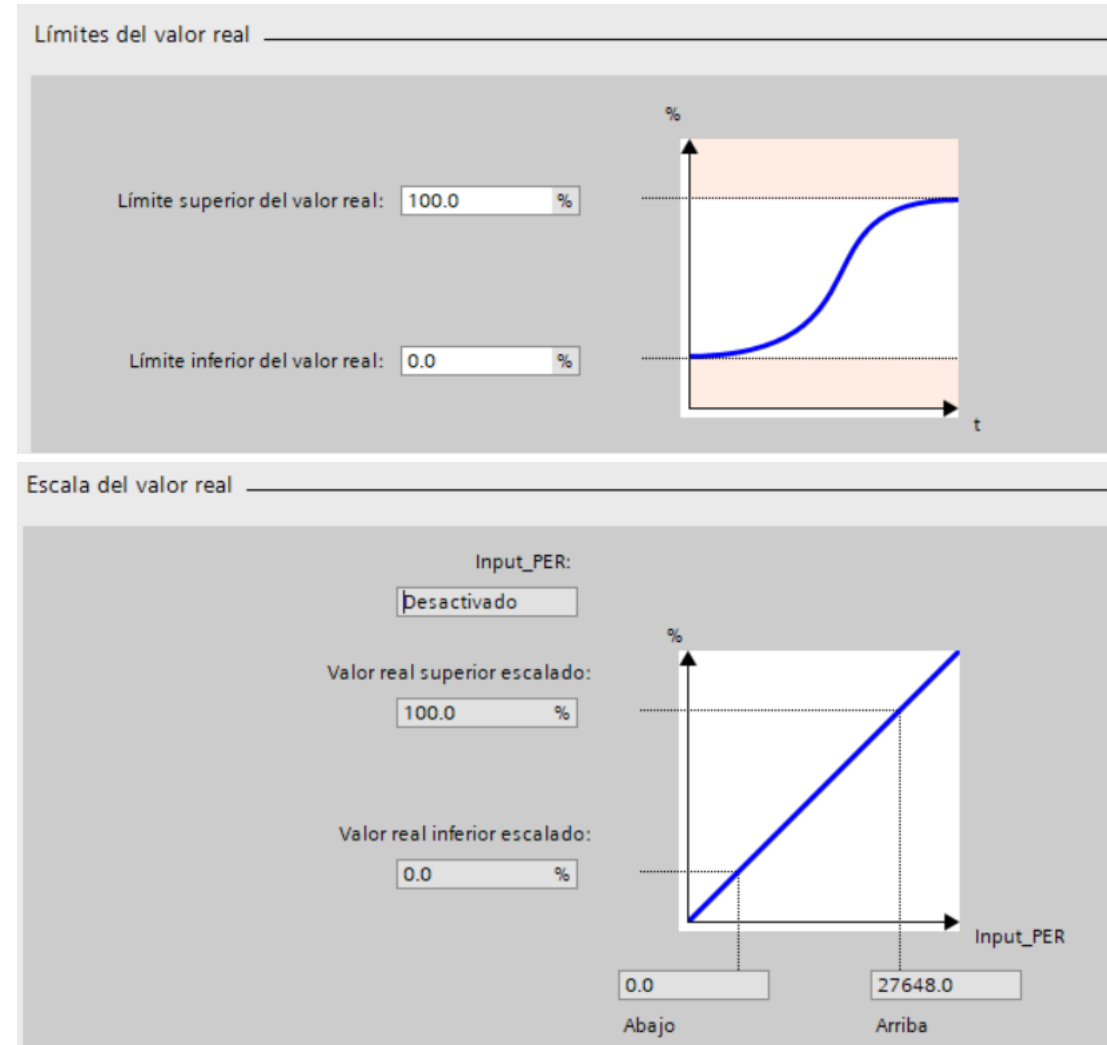 Límites del valor real
%
Límite superior del valor real: 100.0 %
Límite inferior del valor real: 0.0 %
t
Escala del valor real
Input_PER:
Desactivado
%
Valor real superior escalado:
100.0 %
Valor real inferior escalado:
0.0 %
Input_PER
0.0 27648.0
Abajo Arriba